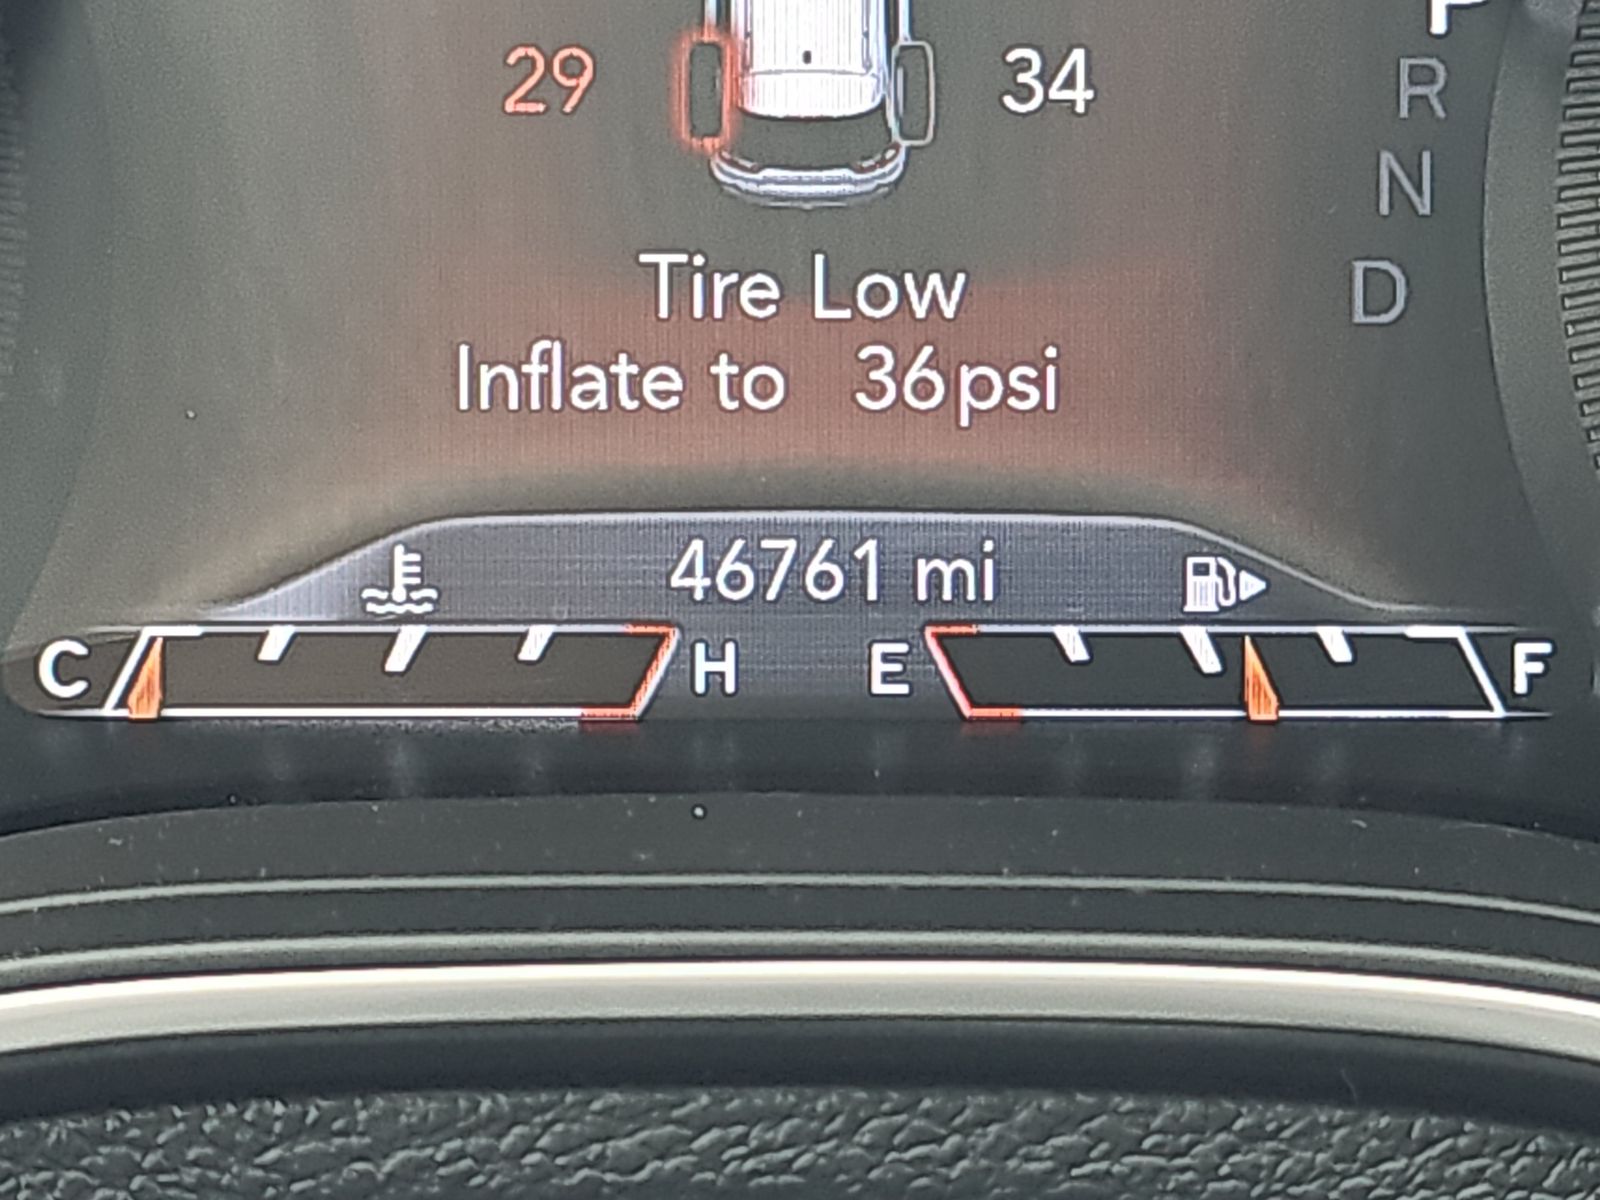 P
29 34
R
N
Tire Low
D
Inflate to 36psi
46761 mi
C H E F